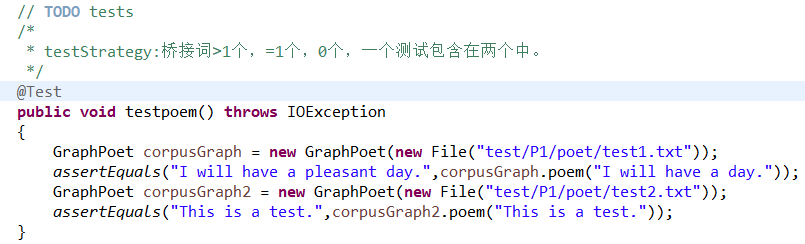 // TODO tests
/*
 * testStrategy:桥接词>1个，=1个，0个，一个测试包含在两个中。
 */
@Test
public void testpoem() throws IOException
{
    GraphPoet corpusGraph = new GraphPoet(new File("test/P1/poet/test1.txt"));
    assertEquals("I will have a pleasant day.",corpusGraph.poem("I will have a day."));
    GraphPoet corpusGraph2 = new GraphPoet(new File("test/P1/poet/test2.txt"));
    assertEquals("This is a test.",corpusGraph2.poem("This is a test."));
}